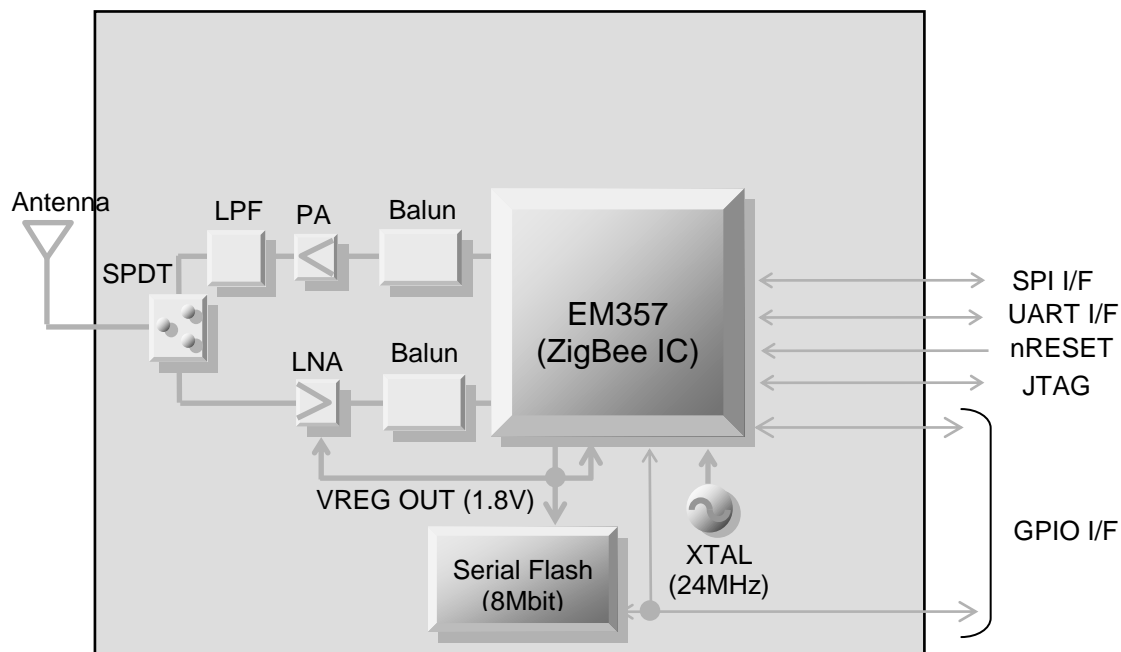 Antenna
LPF
PA
Balun
SPDT
EM357
(ZigBee IC)
SPI I/F
UART I/F
nRESET
JTAG
LNA
Balun
VREG OUT (1.8V)
GPIO I/F
Serial Flash
(8Mbit)
XTAL
(24MHz)